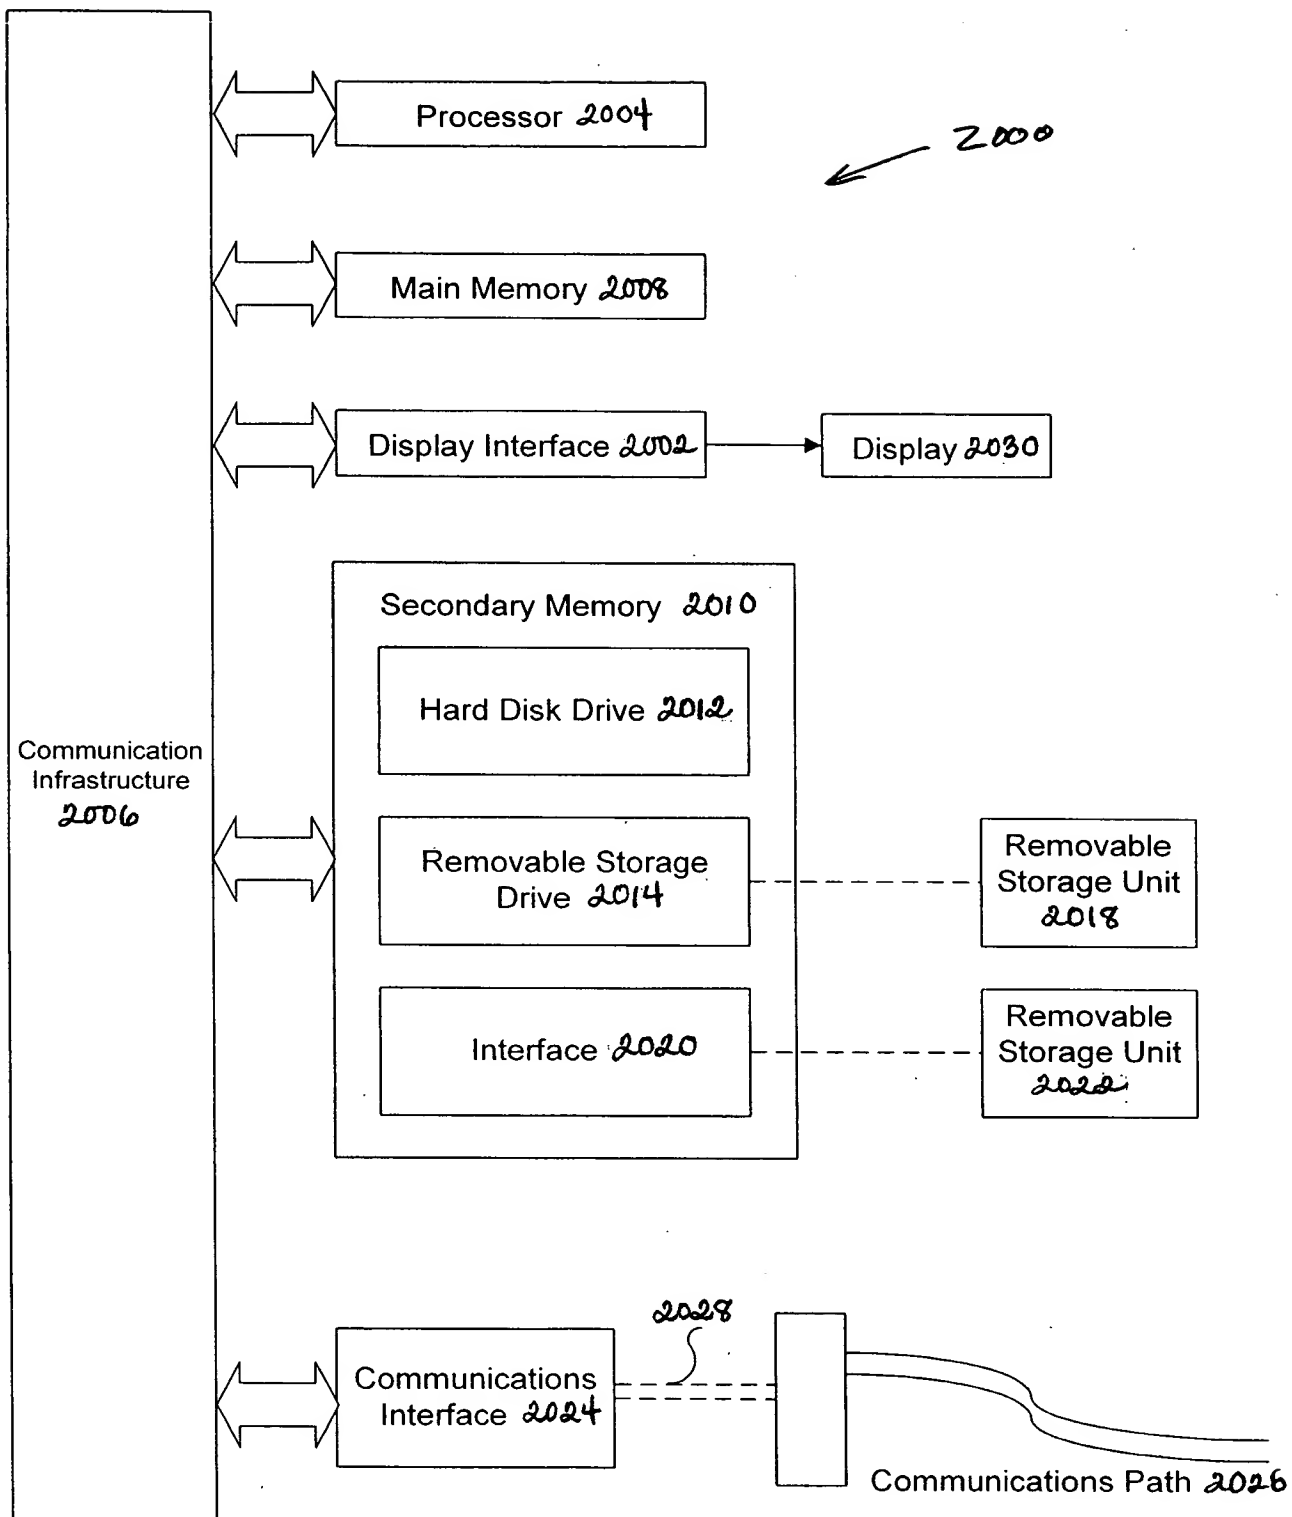 Processor 2004
2000
Main Memory 2008
Display Interface 2002
Display 2030
Secondary Memory 2010
Hard Disk Drive 2012
Communication
Infrastructure
2006
Removable Storage
Drive 2014
Removable
Storage Unit
2018
Interface 2020
Removable
Storage Unit
2022
2028
Communications
Interface 2024
Communications Path 2026